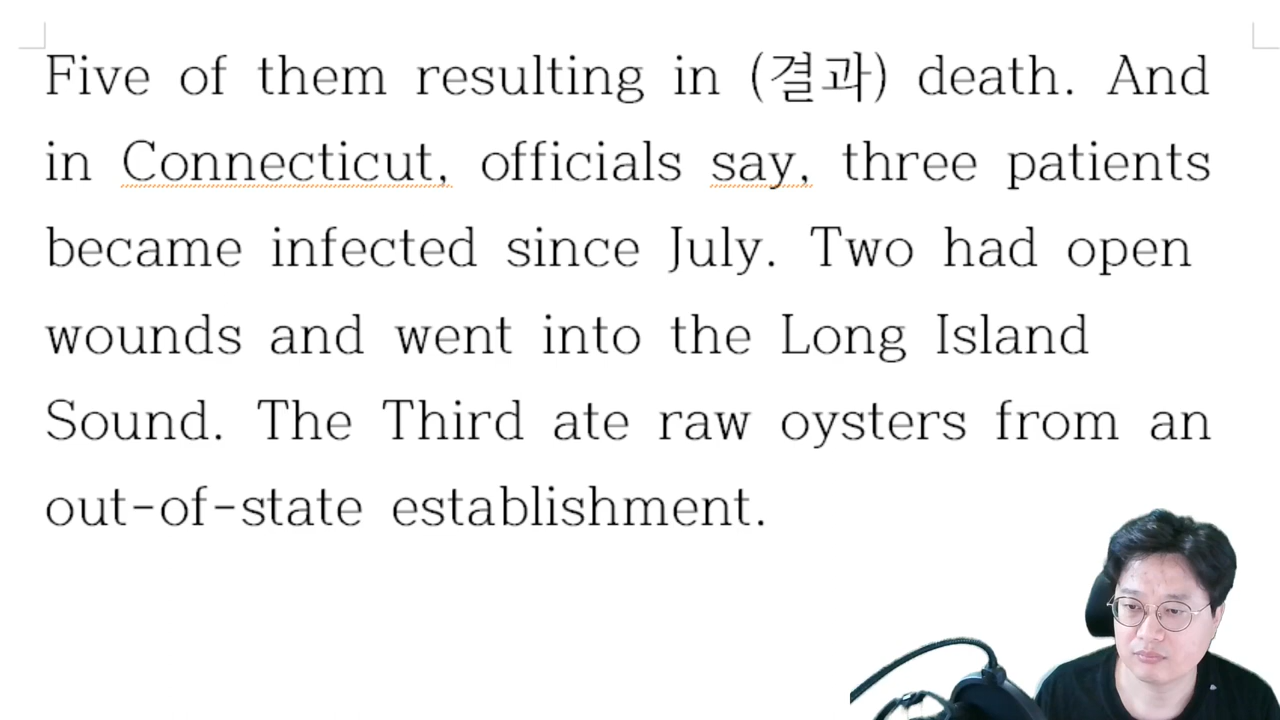 Five of them resulting in (결과) death. And
in Connecticut, officials say, three patients
became infected since July. Two had open
wounds and went into the Long Island
Sound. The Third ate raw oysters from an
out-of-state establishment.